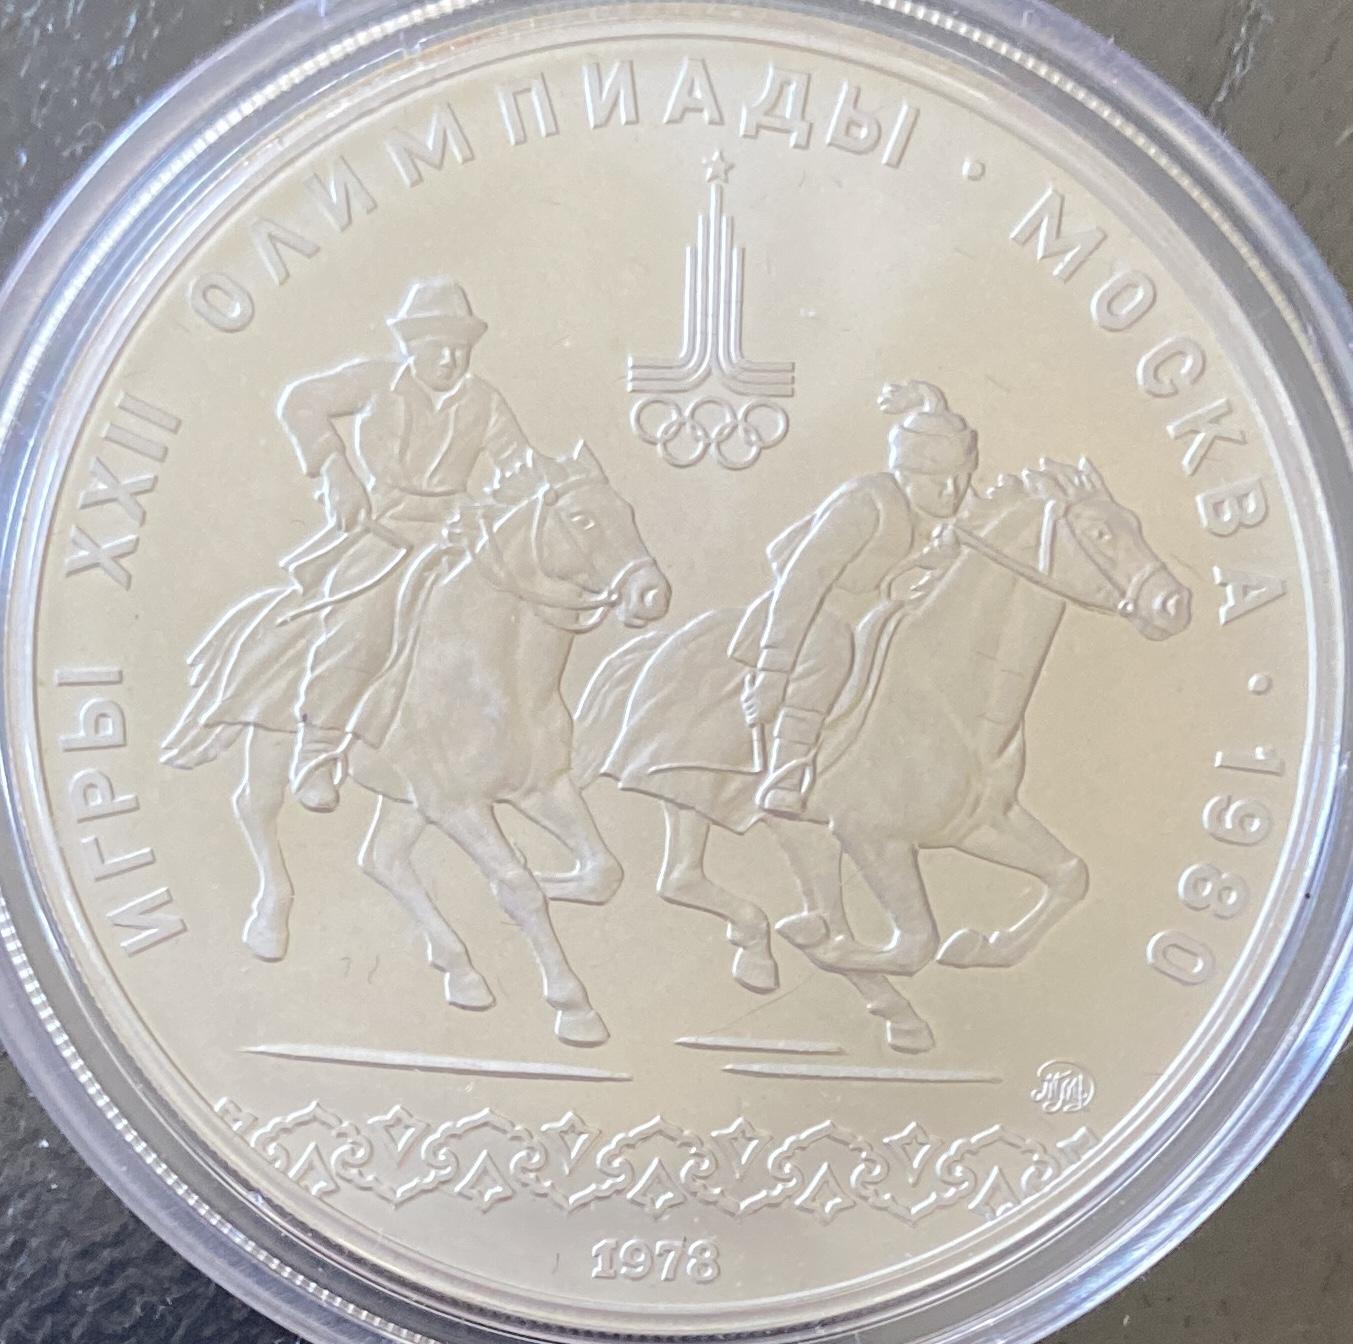 ИГРЫ XXII ОЛИМПИАДЫ · МОСКВА · 1980
1978